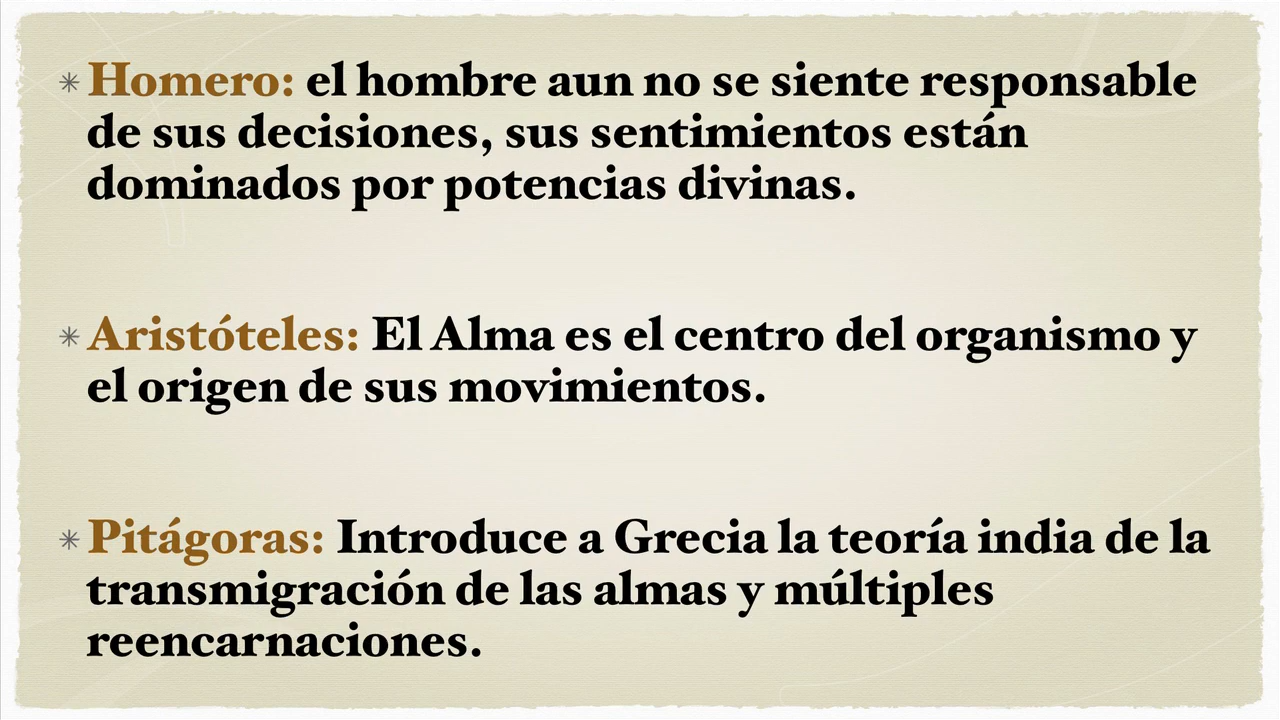 Homero: el hombre aun no se siente responsable
de sus decisiones, sus sentimientos están
dominados por potencias divinas.
Aristóteles: El Alma es el centro del organismo y
el origen de sus movimientos.
Pitágoras: Introduce a Grecia la teoría india de la
transmigración de las almas y múltiples
reencarnaciones.